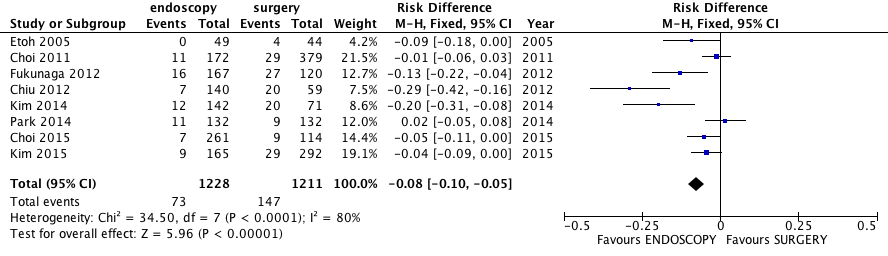 endoscopy surgery Risk Difference Risk Difference
Study or Subgroup Events Total Events Total Weight M-H, Fixed, 95% CI Year M-H, Fixed, 95% CI
Etoh 2005 0 49 4 44 4.2% -0.09 [-0.18, 0.00] 2005
Choi 2011 11 172 29 379 21.5% -0.01 [-0.06, 0.03] 2011
Fukunaga 2012 16 167 27 120 12.7% -0.13 [-0.22, -0.04] 2012
Chiu 2012 7 140 20 59 7.5% -0.29 [-0.42, -0.16] 2012
Kim 2014 12 142 20 71 8.6% -0.20 [-0.31, -0.08] 2014
Park 2014 11 132 9 132 12.0% 0.02 [-0.05, 0.08] 2014
Choi 2015 7 261 9 114 14.4% -0.05 [-0.11, 0.00] 2015
Kim 2015 9 165 29 292 19.1% -0.04 [-0.09, 0.00] 2015
Total (95% CI) 1228 1211 100.0% -0.08 [-0.10, -0.05]
Total events 73 147
Heterogeneity: Chi² = 34.50, df = 7 (P < 0.0001); I² = 80%
Test for overall effect: Z = 5.96 (P < 0.00001)
-0.5 -0.25 0 0.25 0.5
Favours ENDOSCOPY Favours SURGERY